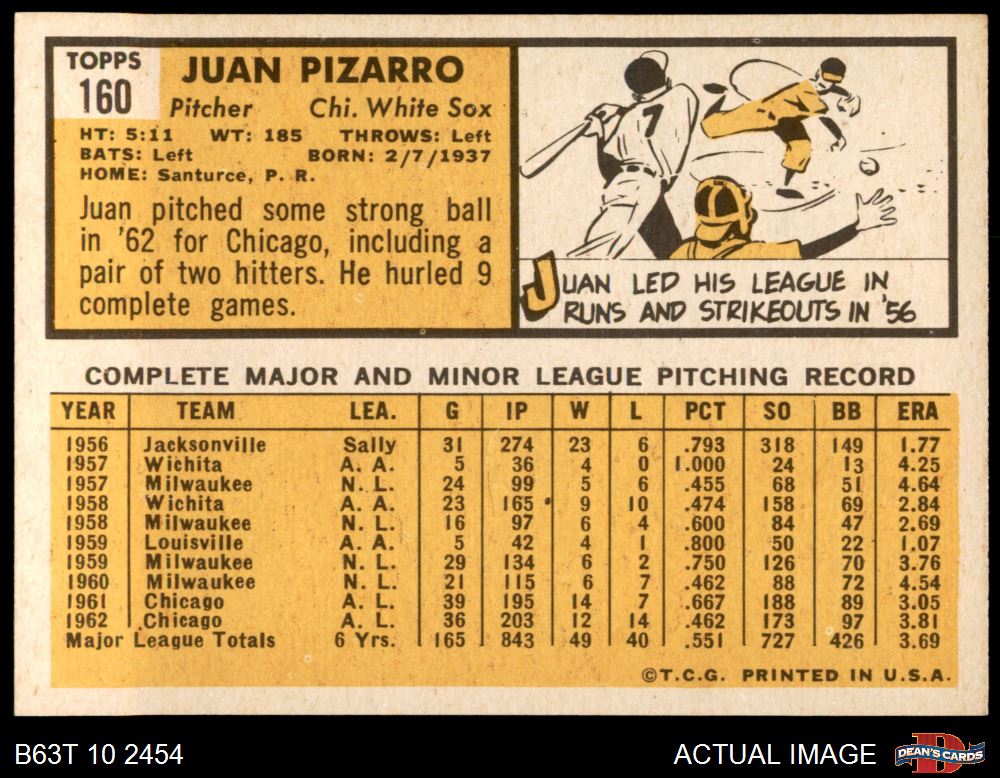 TOPPS
160
JUAN PIZARRO
Pitcher Chi. White Sox
HT: 5:11 WT: 185 THROWS: Left
BATS: Left BORN: 2/7/1937
HOME: Santurce, P. R.
Juan pitched some strong ball
in '62 for Chicago, including a
pair of two hitters. He hurled 9
complete games.
7
JUAN LED HIS LEAGUE IN
RUNS AND STRIKEOUTS IN '56
COMPLETE MAJOR AND MINOR LEAGUE PITCHING RECORD
YEAR TEAM LEA. G IP W L PCT SO BB ERA
1956 Jacksonville Sally 31 274 23 6 .793 318 149 1.77
1957 Wichita A. A. 5 36 4 0 1.000 24 13 4.25
1957 Milwaukee N. L. 24 99 5 6 .455 68 51 4.64
1958 Wichita A. A. 23 165 9 10 .474 158 69 2.84
1958 Milwaukee N. L. 16 97 6 4 .600 84 47 2.69
1959 Louisville A. A. 5 42 4 1 .800 50 22 1.07
1959 Milwaukee N. L. 29 134 6 2 .750 126 70 3.76
1960 Milwaukee N. L. 21 115 6 7 .462 88 72 4.54
1961 Chicago A. L. 39 195 14 7 .667 188 89 3.05
1962 Chicago A. L. 36 203 12 14 .462 173 97 3.81
Major League Totals 6 Yrs. 165 843 49 40 .551 727 426 3.69
©T.C.G. PRINTED IN U.S.A.
B63T 10 2454 ACTUAL IMAGE
DEAN'S CARDS